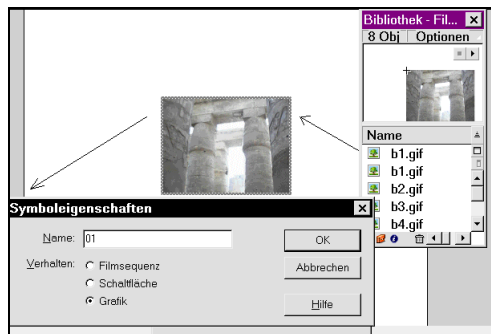 Bibliothek - Fil...
8 Obj Optionen
Name
b1.gif
b1.gif
b2.gif
b3.gif
b4.gif
Symboleigenschaften
Name: 01
OK
Verhalten: Filmsequenz
Abbrechen
Schaltfläche
Grafik
Hilfe